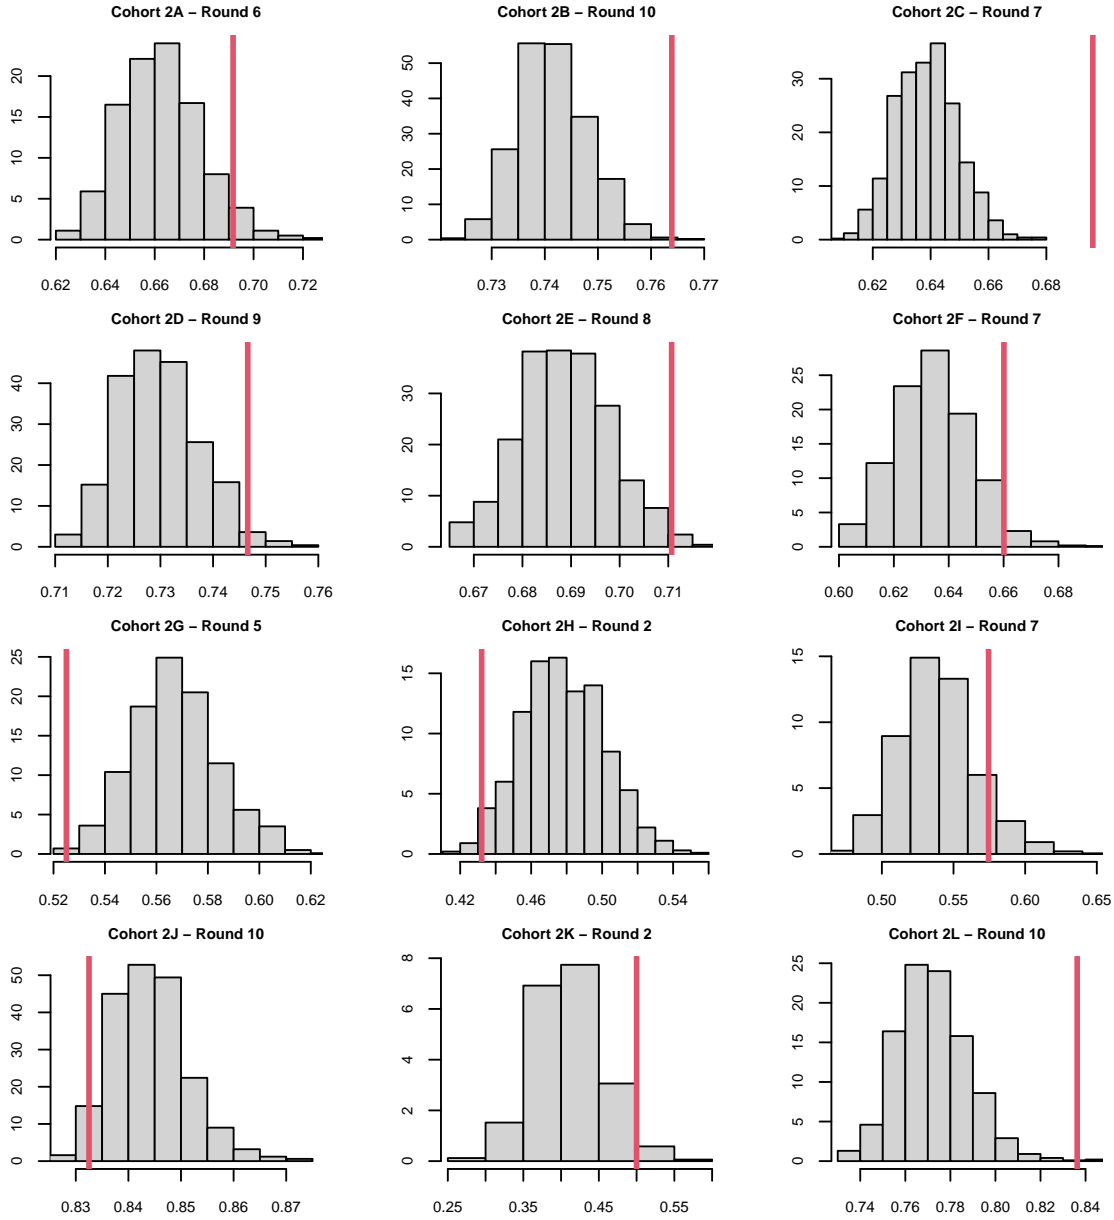 Cohort 2A – Round 6
20
15
10
5
0
0.62 0.64 0.66 0.68 0.70 0.72
Cohort 2B – Round 10
50
40
30
20
10
0
0.73 0.74 0.75 0.76 0.77
Cohort 2C – Round 7
30
20
10
0
0.62 0.64 0.66 0.68
Cohort 2D – Round 9
40
30
20
10
0
0.71 0.72 0.73 0.74 0.75 0.76
Cohort 2E – Round 8
30
20
10
0
0.67 0.68 0.69 0.70 0.71
Cohort 2F – Round 7
25
20
15
10
5
0
0.60 0.62 0.64 0.66 0.68
Cohort 2G – Round 5
25
20
15
10
5
0
0.52 0.54 0.56 0.58 0.60 0.62
Cohort 2H – Round 2
15
10
5
0
0.42 0.46 0.50 0.54
Cohort 2I – Round 7
15
10
5
0
0.50 0.55 0.60 0.65
Cohort 2J – Round 10
50
40
30
20
10
0
0.83 0.84 0.85 0.86 0.87
Cohort 2K – Round 2
8
6
4
2
0
0.25 0.35 0.45 0.55
Cohort 2L – Round 10
25
20
15
10
5
0
0.74 0.76 0.78 0.80 0.82 0.84